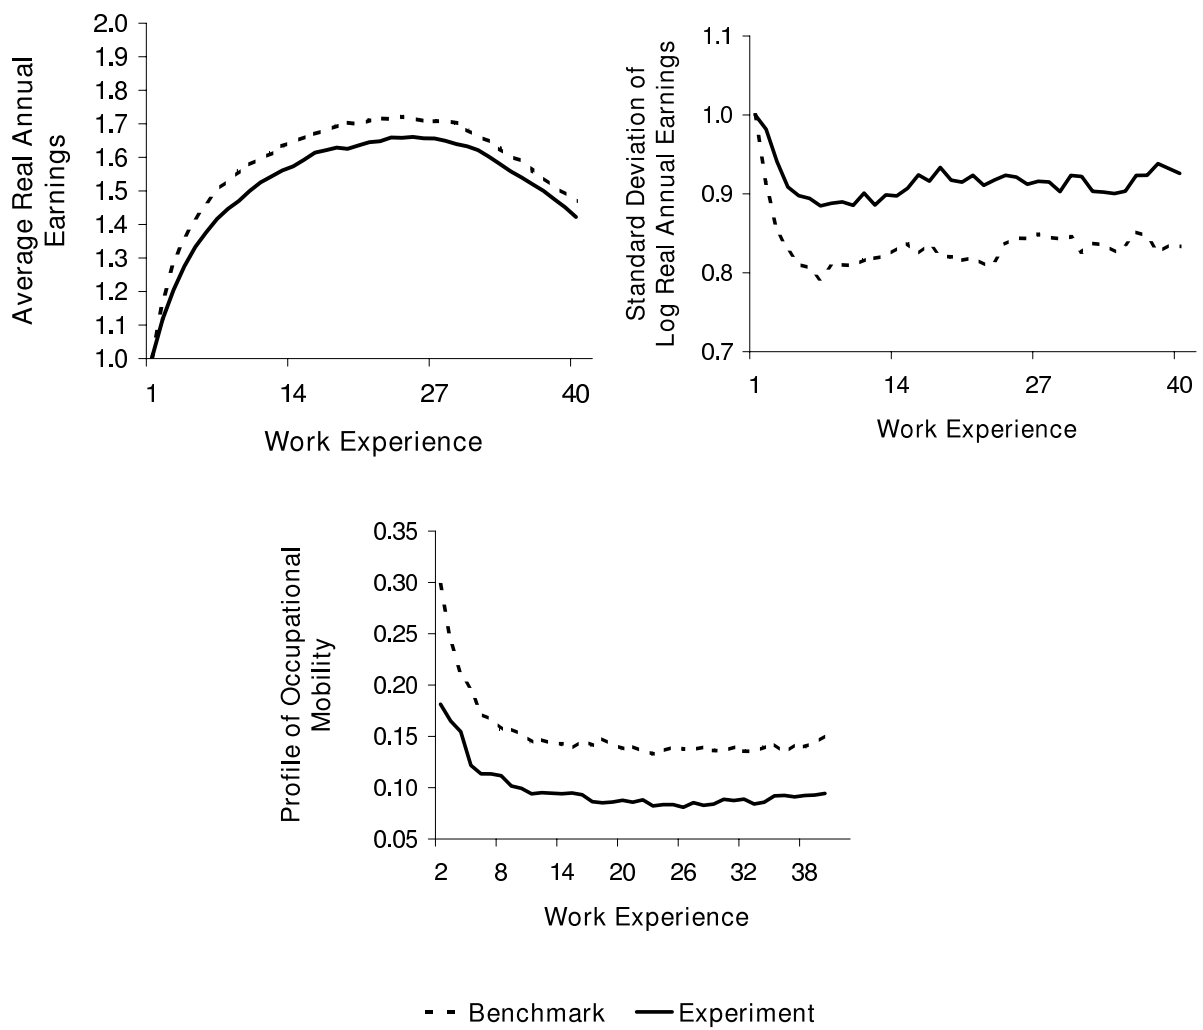 Average Real Annual
Earnings
2.0
1.9
1.8
1.7
1.6
1.5
1.4
1.3
1.2
1.1
1.0
1 14 27 40
Work Experience
Standard Deviation of
Log Real Annual Earnings
1.1
1.0
0.9
0.8
0.7
1 14 27 40
Work Experience
Profile of Occupational
Mobility
0.35
0.30
0.25
0.20
0.15
0.10
0.05
2 8 14 20 26 32 38
Work Experience
Benchmark Experiment